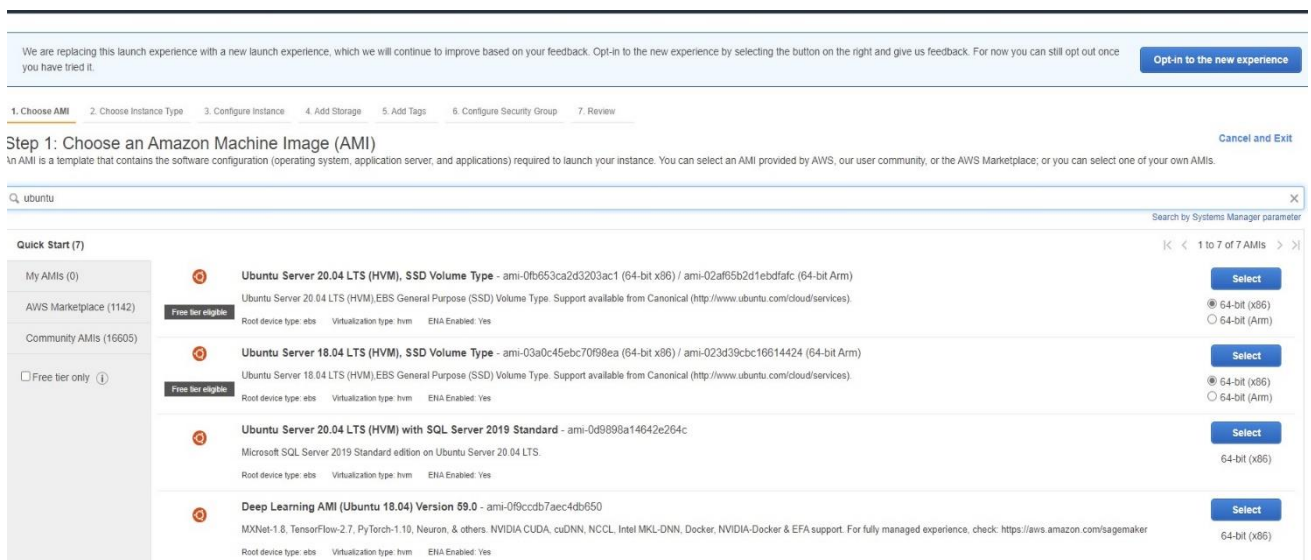 We are replacing this launch experience with a new launch experience, which we will continue to improve based on your feedback. Opt-in to the new experience by selecting the button on the right and give us feedback. For now you can still opt out once
you have tried it.
Opt-in to the new experience
1. Choose AMI 2. Choose Instance Type 3. Configure Instance 4. Add Storage 5. Add Tags 6. Configure Security Group 7. Review
Step 1: Choose an Amazon Machine Image (AMI)
Cancel and Exit
An AMI is a template that contains the software configuration (operating system, application server, and applications) required to launch your instance. You can select an AMI provided by AWS, our user community, or the AWS Marketplace; or you can select one of your own AMIs.
ubuntu
Search by Systems Manager parameter
Quick Start (7)
1 to 7 of 7 AMIs
My AMIs (0)
AWS Marketplace (1142)
Community AMIs (16605)
Free tier only
Ubuntu Server 20.04 LTS (HVM), SSD Volume Type - ami-0fb653ca2d3203ac1 (64-bit x86) / ami-02af65b2d1ebdfafc (64-bit Arm)
Free tier eligible
Ubuntu Server 20.04 LTS (HVM),EBS General Purpose (SSD) Volume Type. Support available from Canonical (http://www.ubuntu.com/cloud/services).
Root device type: ebs Virtualization type: hvm ENA Enabled: Yes
Select
64-bit (x86)
64-bit (Arm)
Ubuntu Server 18.04 LTS (HVM), SSD Volume Type - ami-03a0c45ebc70f98ea (64-bit x86) / ami-023d39cbc16614424 (64-bit Arm)
Free tier eligible
Ubuntu Server 18.04 LTS (HVM),EBS General Purpose (SSD) Volume Type. Support available from Canonical (http://www.ubuntu.com/cloud/services).
Root device type: ebs Virtualization type: hvm ENA Enabled: Yes
Select
64-bit (x86)
64-bit (Arm)
Ubuntu Server 20.04 LTS (HVM) with SQL Server 2019 Standard - ami-0d9898a14642e264c
Microsoft SQL Server 2019 Standard edition on Ubuntu Server 20.04 LTS.
Root device type: ebs Virtualization type: hvm ENA Enabled: Yes
Select
64-bit (x86)
Deep Learning AMI (Ubuntu 18.04) Version 59.0 - ami-0f9ccdb7aec4db650
MXNet-1.8, TensorFlow-2.7, PyTorch-1.10, Neuron, & others. NVIDIA CUDA, cuDNN, NCCL, Intel MKL-DNN, Docker, NVIDIA-Docker & EFA support. For fully managed experience, check: https://aws.amazon.com/sagemaker
Root device type: ebs Virtualization type: hvm ENA Enabled: Yes
Select
64-bit (x86)